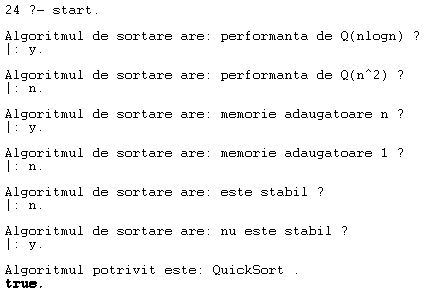 24 ?- start.
Algoritmul de sortare are: performanta de Q(nlogn) ?
|: y.
Algoritmul de sortare are: performanta de Q(n^2) ?
|: n.
Algoritmul de sortare are: memorie adaugatoare n ?
|: y.
Algoritmul de sortare are: memorie adaugatoare 1 ?
|: n.
Algoritmul de sortare are: este stabil ?
|: n.
Algoritmul de sortare are: nu este stabil ?
|: y.
Algoritmul potrivit este: QuickSort .
true.